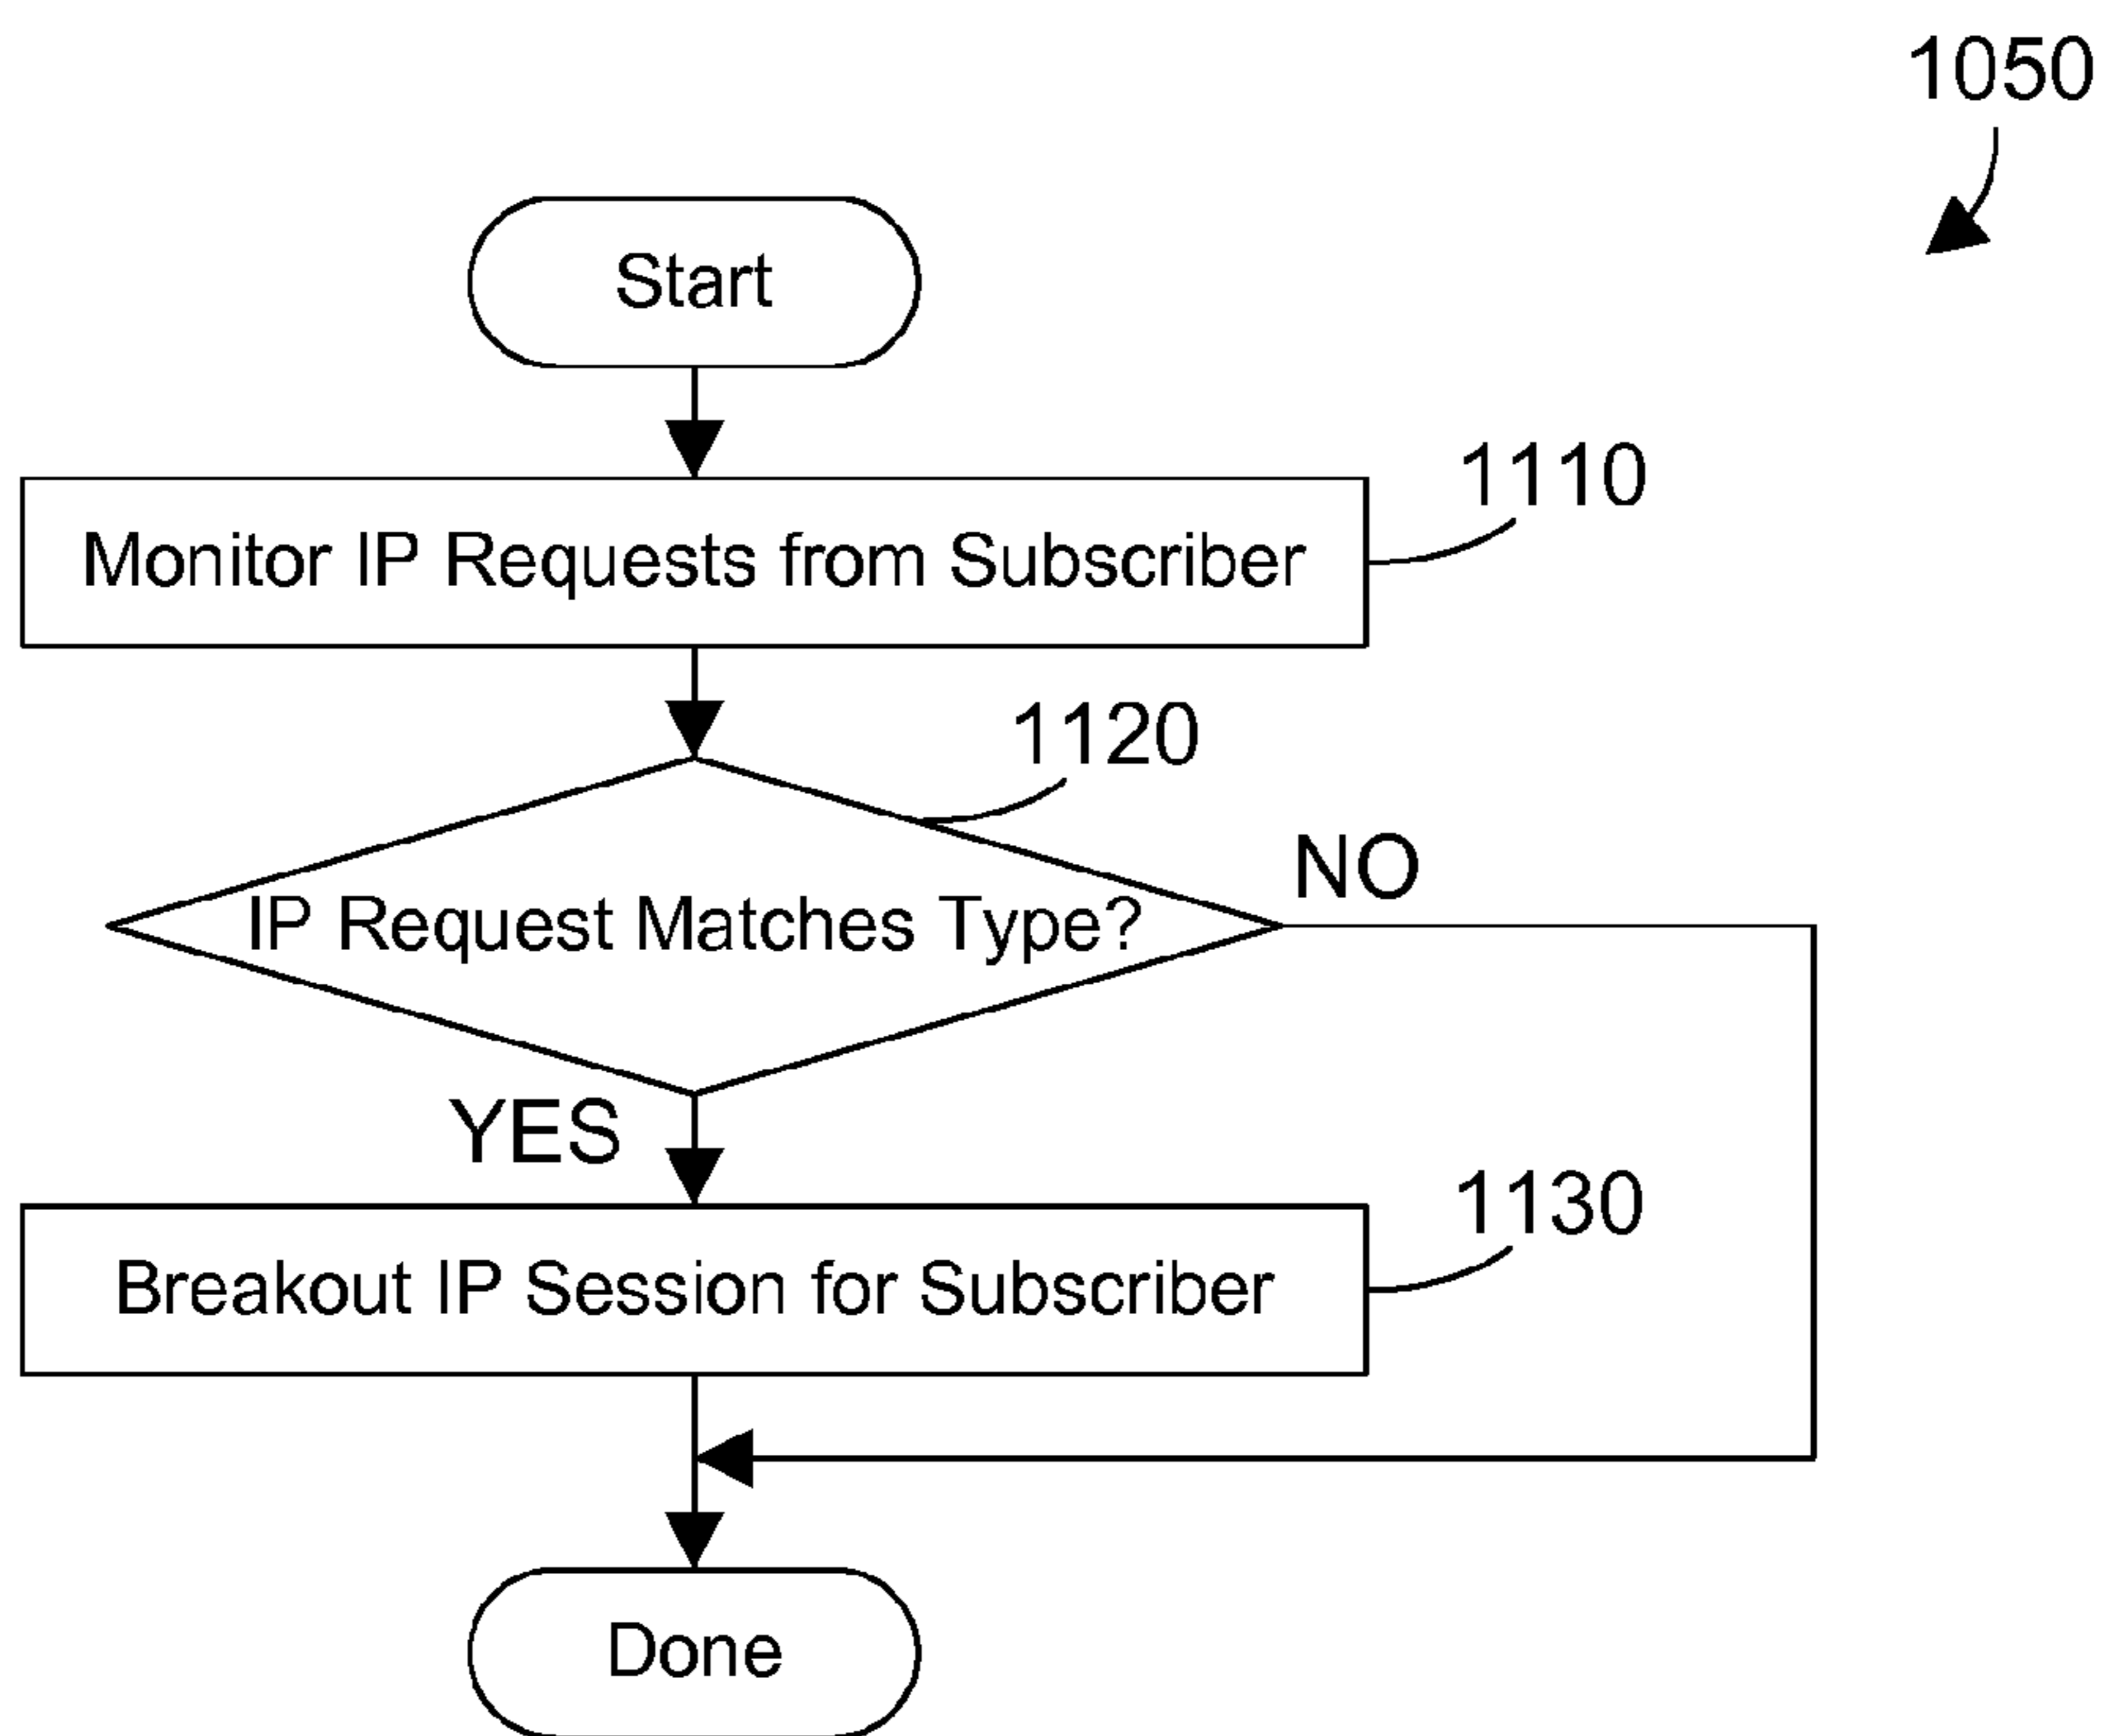 1050
Start
Monitor IP Requests from Subscriber
1110
1120
IP Request Matches Type?
NO
YES
Breakout IP Session for Subscriber
1130
Done